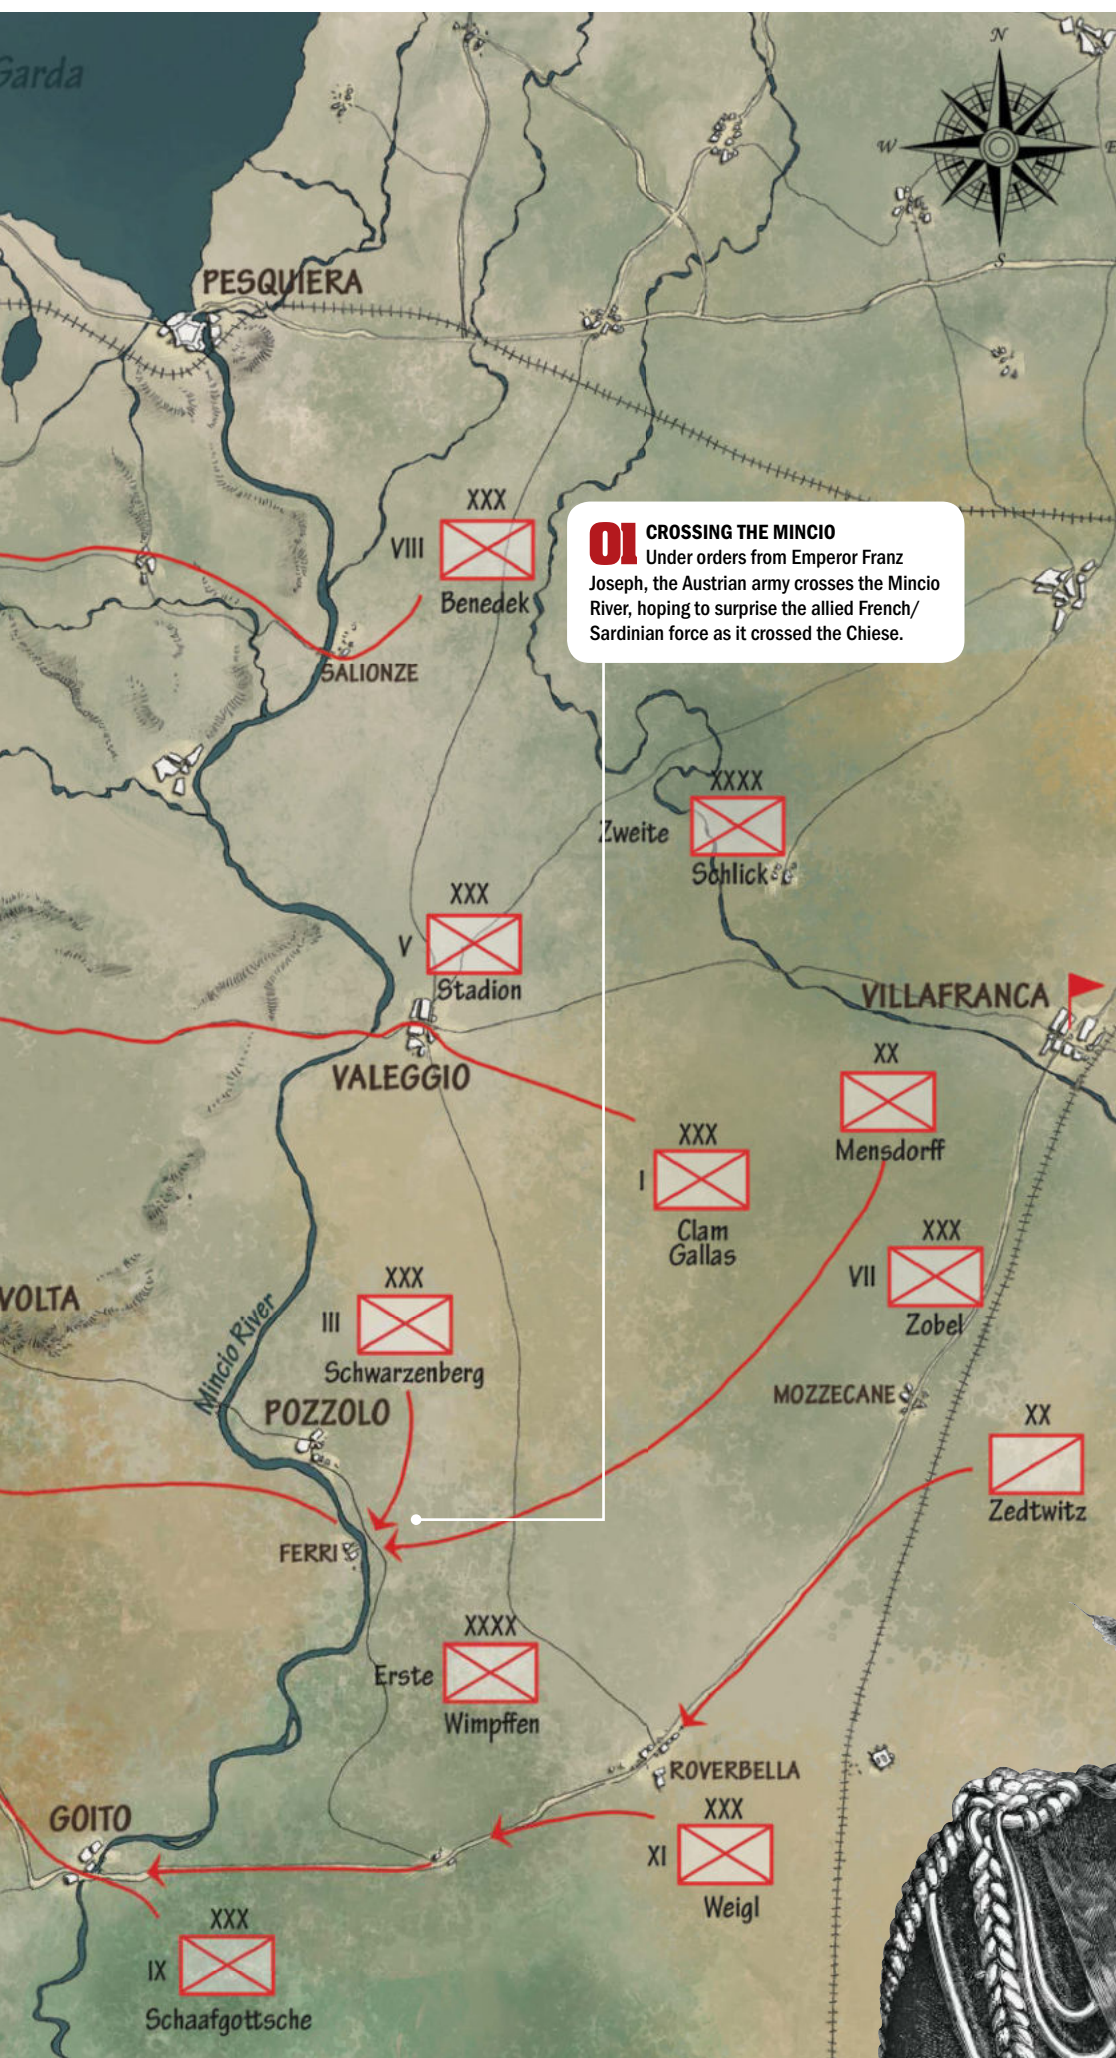 Garda
N
W
E
S
PESQUIERA
XXX
VIII
Benedek
01 CROSSING THE MINCIO
Under orders from Emperor Franz
Joseph, the Austrian army crosses the Mincio
River, hoping to surprise the allied French/
Sardinian force as it crossed the Chiese.
SALIONZE
XXXX
Zweite
Schlick
XXX
V
Stadion
VILLAFRANCA
VALEGGIO
XX
Mensdorff
XXX
I
Clam
Gallas
XXX
VII
Zobel
VOLTA
XXX
III
Schwarzenberg
Mincio River
POZZOLO
MOZZECANE
XX
Zedtwitz
FERRI
XXXX
Erste
Wimpffen
ROVERBELLA
GOITO
XXX
XI
Weigl
XXX
IX
Schaafgottsche